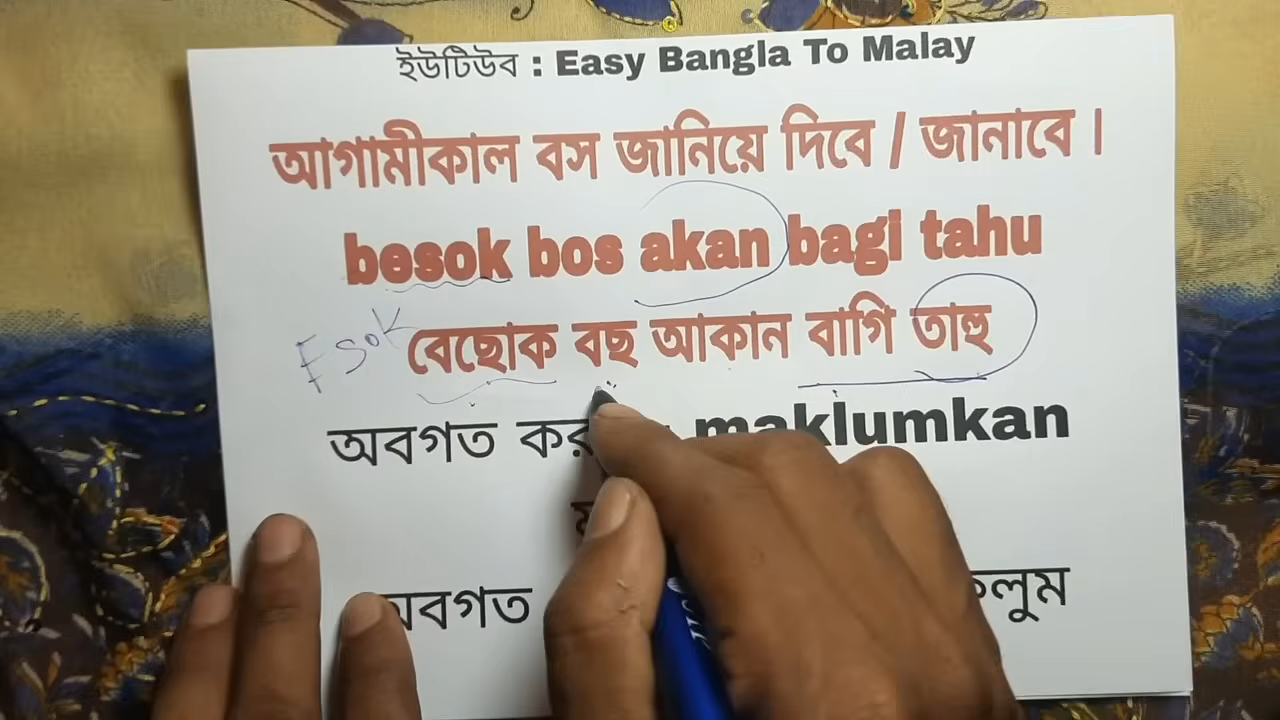 ইউটিউব : Easy Bangla To Malay
আগামীকাল বস জানিয়ে দিবে / জানাবে ।
besok bos akan bagi tahu
Esok
বেছোক বছ আকান বাগি তাহু
অবগত maklumkan
অবগত